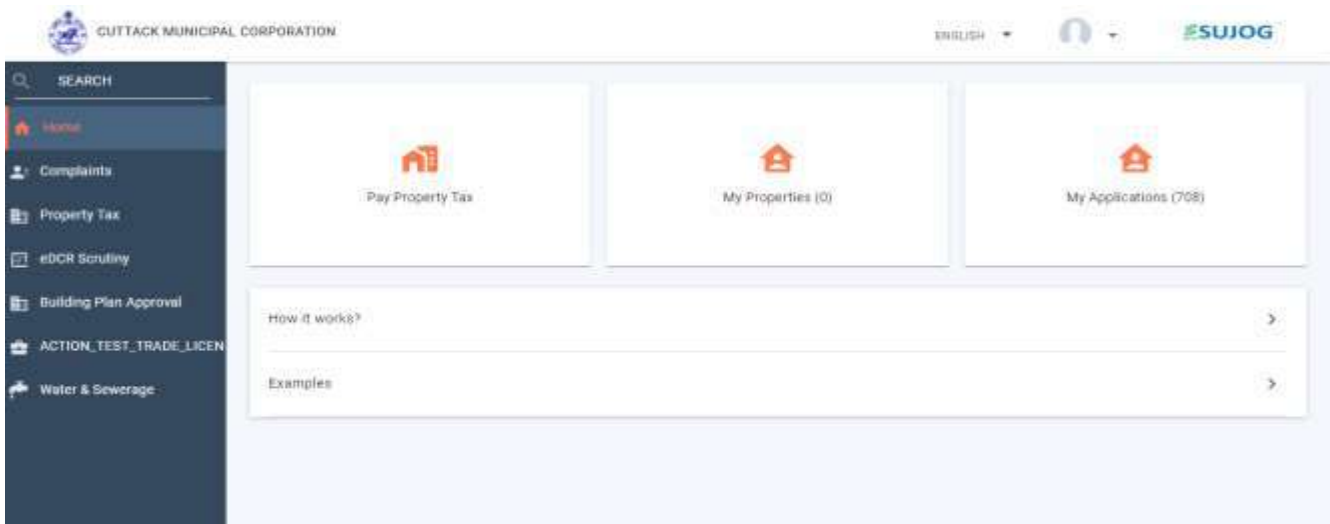 CUTTACK MUNICIPAL CORPORATION
ENGLISH
SUJOG
SEARCH
Home
Complaints
Property Tax
eDCR Scrutiny
Building Plan Approval
ACTION_TEST_TRADE_LICEN
Water & Sewerage
Pay Property Tax
My Properties (0)
My Applications (708)
How it works?
Examples